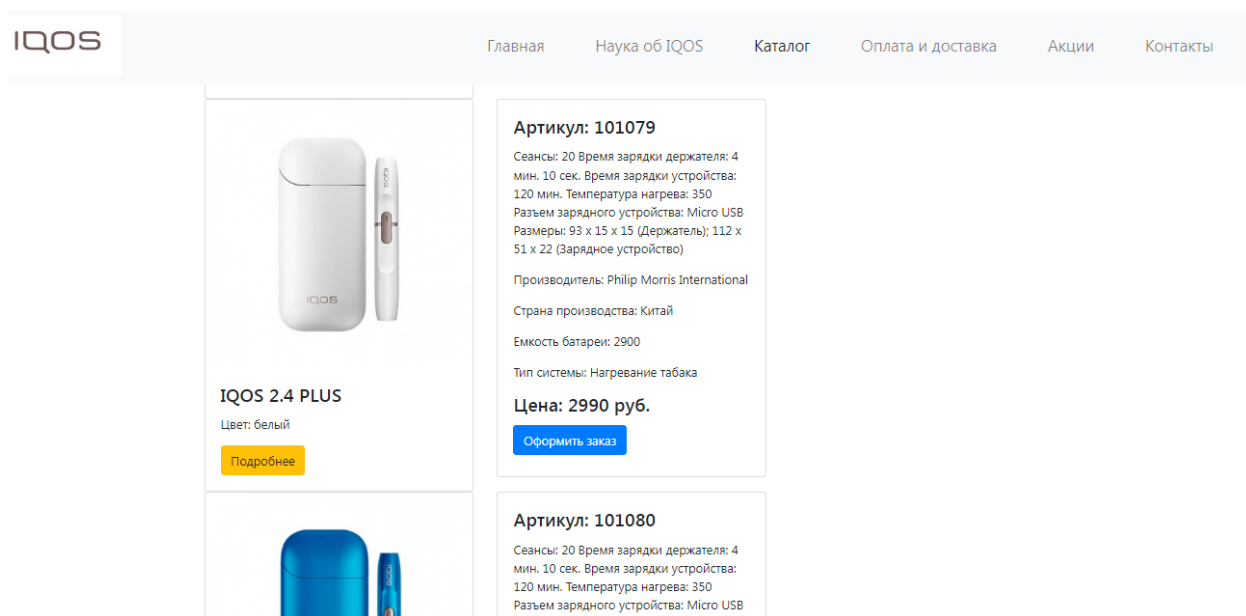 IQOS
Главная Наука об IQOS Каталог Оплата и доставка Акции Контакты
IQOS
IQOS
IQOS 2.4 PLUS
Цвет: белый
Подробнее
Артикул: 101079
Сеансы: 20 Время зарядки держателя: 4
мин. 10 сек. Время зарядки устройства:
120 мин. Температура нагрева: 350
Разъем зарядного устройства: Micro USB
Размеры: 93 x 15 x 15 (Держатель); 112 x
51 x 22 (Зарядное устройство)
Производитель: Philip Morris International
Страна производства: Китай
Емкость батареи: 2900
Тип системы: Нагревание табака
Цена: 2990 руб.
Оформить заказ
IQOS
Артикул: 101080
Сеансы: 20 Время зарядки держателя: 4
мин. 10 сек. Время зарядки устройства:
120 мин. Температура нагрева: 350
Разъем зарядного устройства: Micro USB